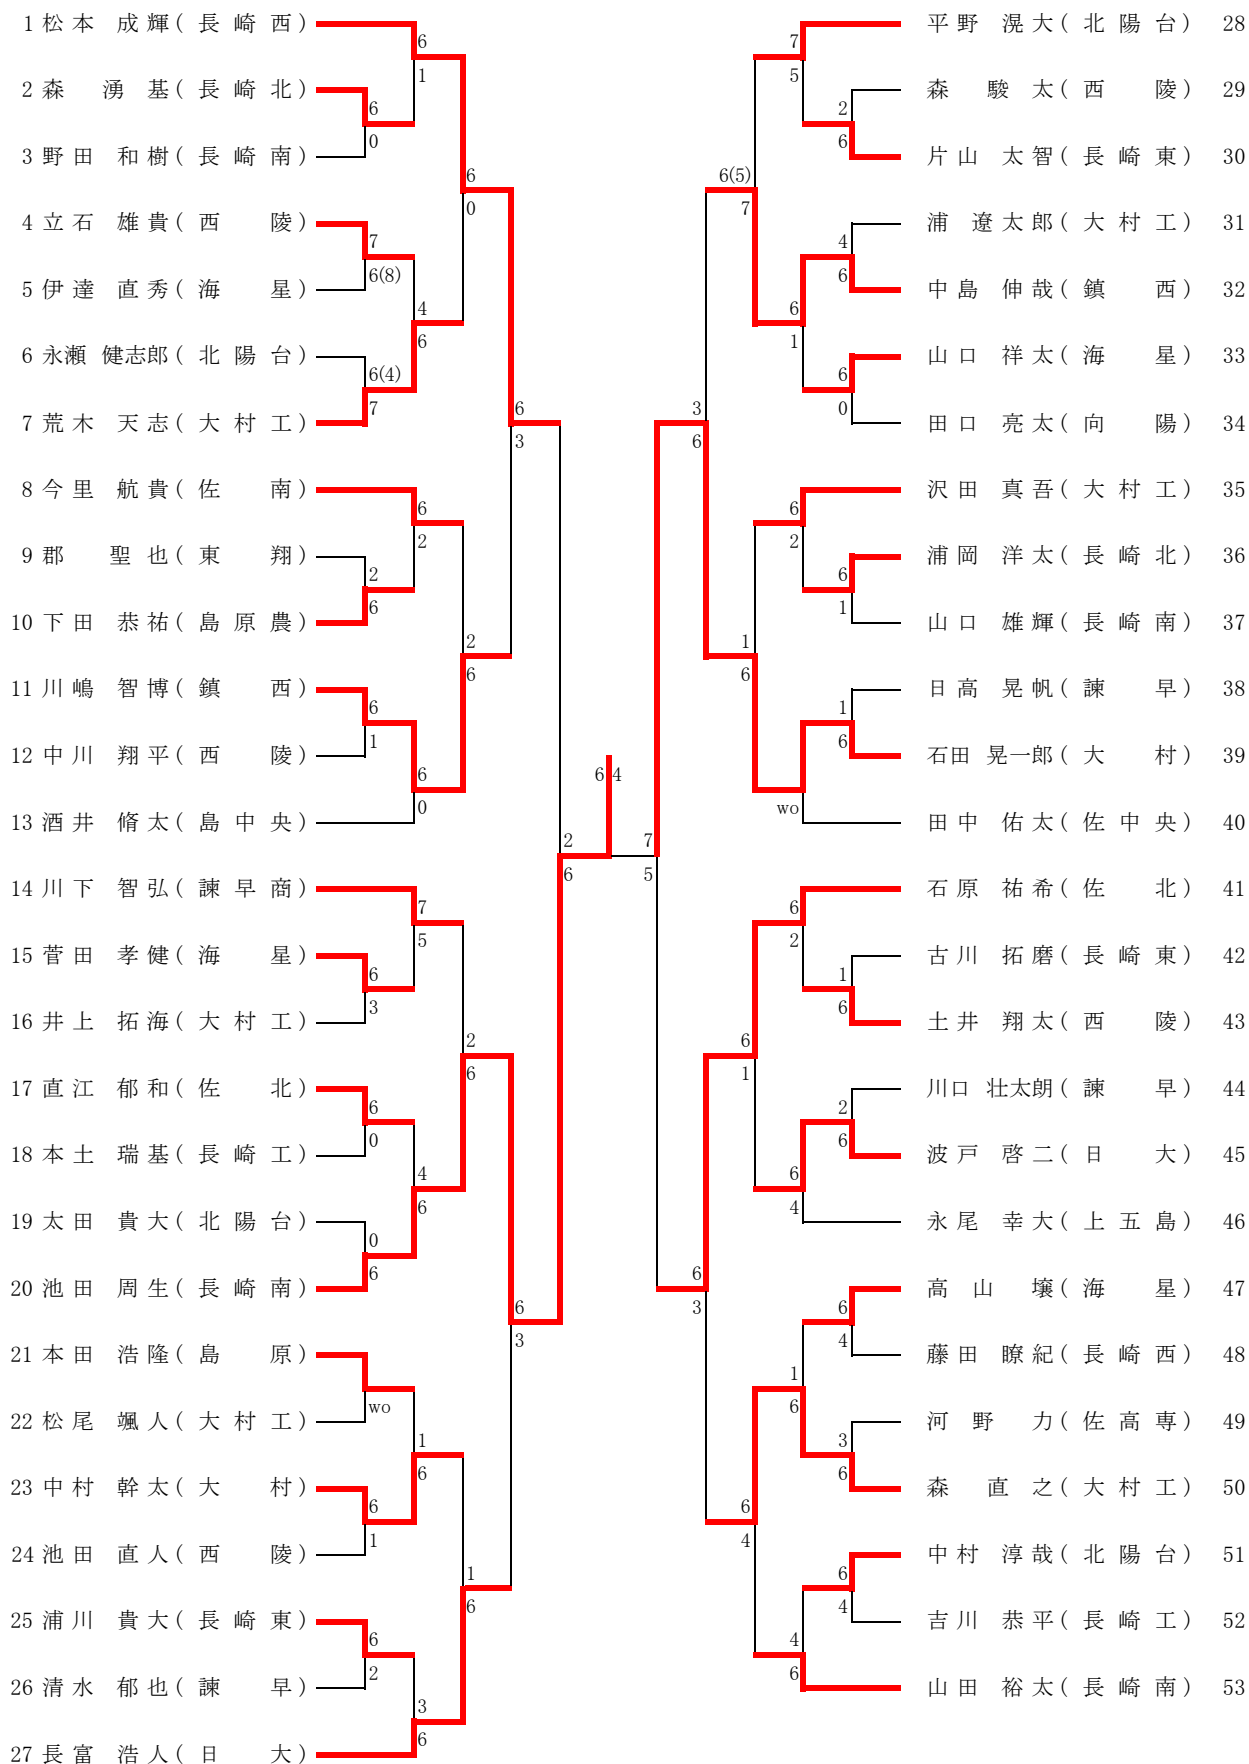 1 松本 成輝(長崎西)
2 森 湧基(長崎北)
3 野田 和樹(長崎南)
4 立石 雄貴(西 陵)
5 伊達 直秀(海 星)
6 永瀬 健志郎(北陽台)
7 荒木 天志(大村工)
8 今里 航貴(佐 南)
9 郡 聖也(東 翔)
10 下田 恭祐(島原農)
11 川嶋 智博(鎮 西)
12 中川 翔平(西 陵)
13 酒井 脩太(島中央)
14 川下 智弘(諫早商)
15 菅田 孝健(海 星)
16 井上 拓海(大村工)
17 直江 郁和(佐 北)
18 本土 瑞基(長崎工)
19 太田 貴大(北陽台)
20 池田 周生(長崎南)
21 本田 浩隆(島 原)
22 松尾 颯人(大村工)
23 中村 幹太(大 村)
24 池田 直人(西 陵)
25 浦川 貴大(長崎東)
26 清水 郁也(諫 早)
27 長富 浩人(日 大)
6
1
6
0
6
0
7
6(8)
4
6
6(4)
7
6
3
6
2
2
6
2
6
6
1
6
0
2
6
6 4
7
5
6
3
2
6
6
0
4
6
0
6
6
3
wo
1
6
6
1
1
6
6
2
3
6
7
5
2
6
6(5)
7
4
6
6
1
6
0
3
6
6
2
6
1
1
6
1
6
wo
7
5
6
2
1
6
6
1
2
6
6
4
6
3
6
4
1
6
3
6
6
4
6
4
4
6
平野 滉大(北陽台) 28
森 駿太(西 陵) 29
片山 太智(長崎東) 30
浦 遼太郎(大村工) 31
中島 伸哉(鎮 西) 32
山口 祥太(海 星) 33
田口 亮太(向 陽) 34
沢田 真吾(大村工) 35
浦岡 洋太(長崎北) 36
山口 雄輝(長崎南) 37
日高 晃帆(諫 早) 38
石田 晃一郎(大 村) 39
田中 佑太(佐中央) 40
石原 祐希(佐 北) 41
古川 拓磨(長崎東) 42
土井 翔太(西 陵) 43
川口 壮太朗(諫 早) 44
波戸 啓二(日 大) 45
永尾 幸大(上五島) 46
高山 壌(海 星) 47
藤田 瞭紀(長崎西) 48
河野 力(佐高専) 49
森 直之(大村工) 50
中村 淳哉(北陽台) 51
吉川 恭平(長崎工) 52
山田 裕太(長崎南) 53